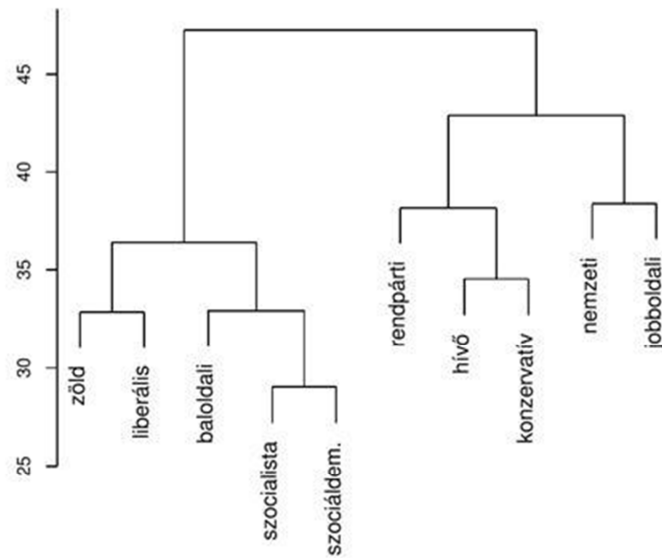 45
40
35
30
25
zöld
liberális
baloldali
szocialista
szociáldem.
rendpárti
hívő
konzervatív
nemzeti
jobboldali